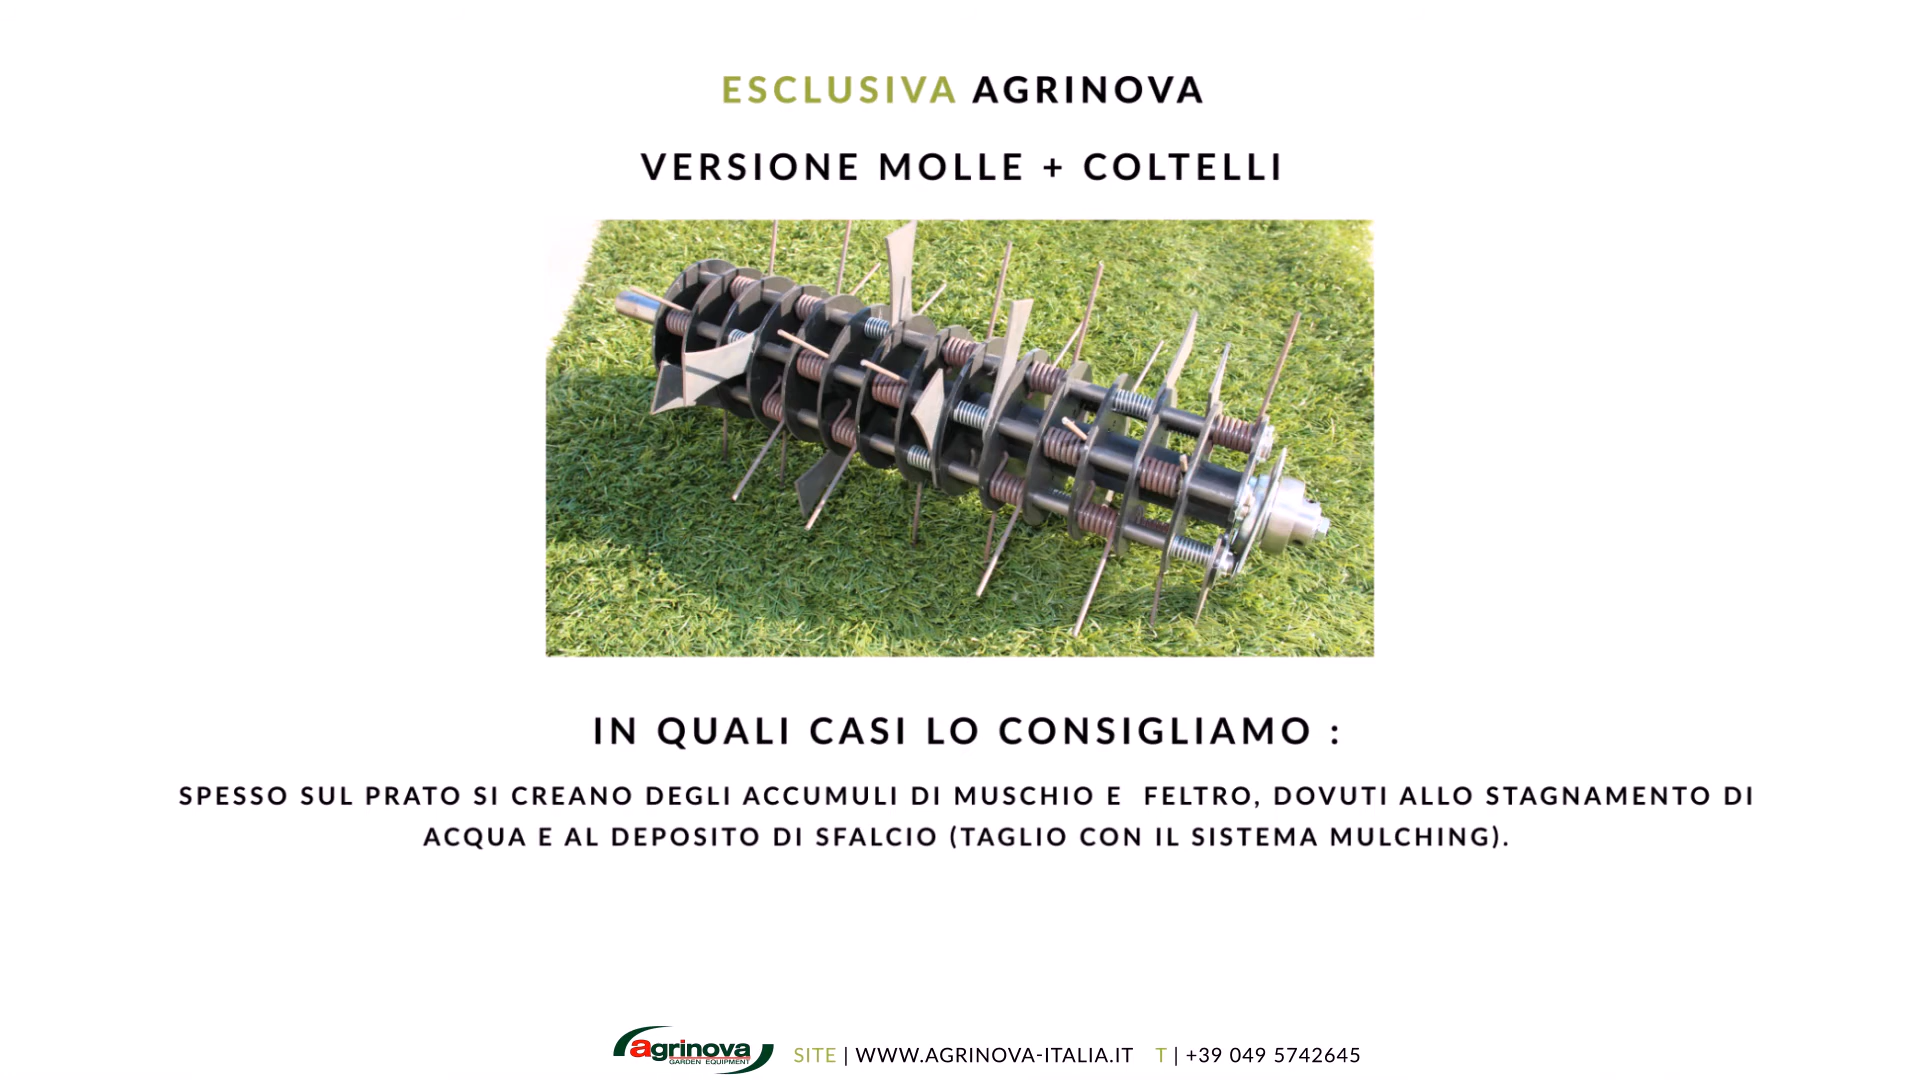 ESCLUSIVA AGRINOVA
VERSIONE MOLLE + COLTELLI
IN QUALI CASI LO CONSIGLIAMO :
SPESSO SUL PRATO SI CREANO DEGLI ACCUMULI DI MUSCHIO E FELTRO, DOVUTI ALLO STAGNAMENTO DI
ACQUA E AL DEPOSITO DI SFALCIO (TAGLIO CON IL SISTEMA MULCHING).
agrinova
GARDEN EQUIPMENT
SITE | WWW.AGRINOVA-ITALIA.IT T | +39 049 5742645